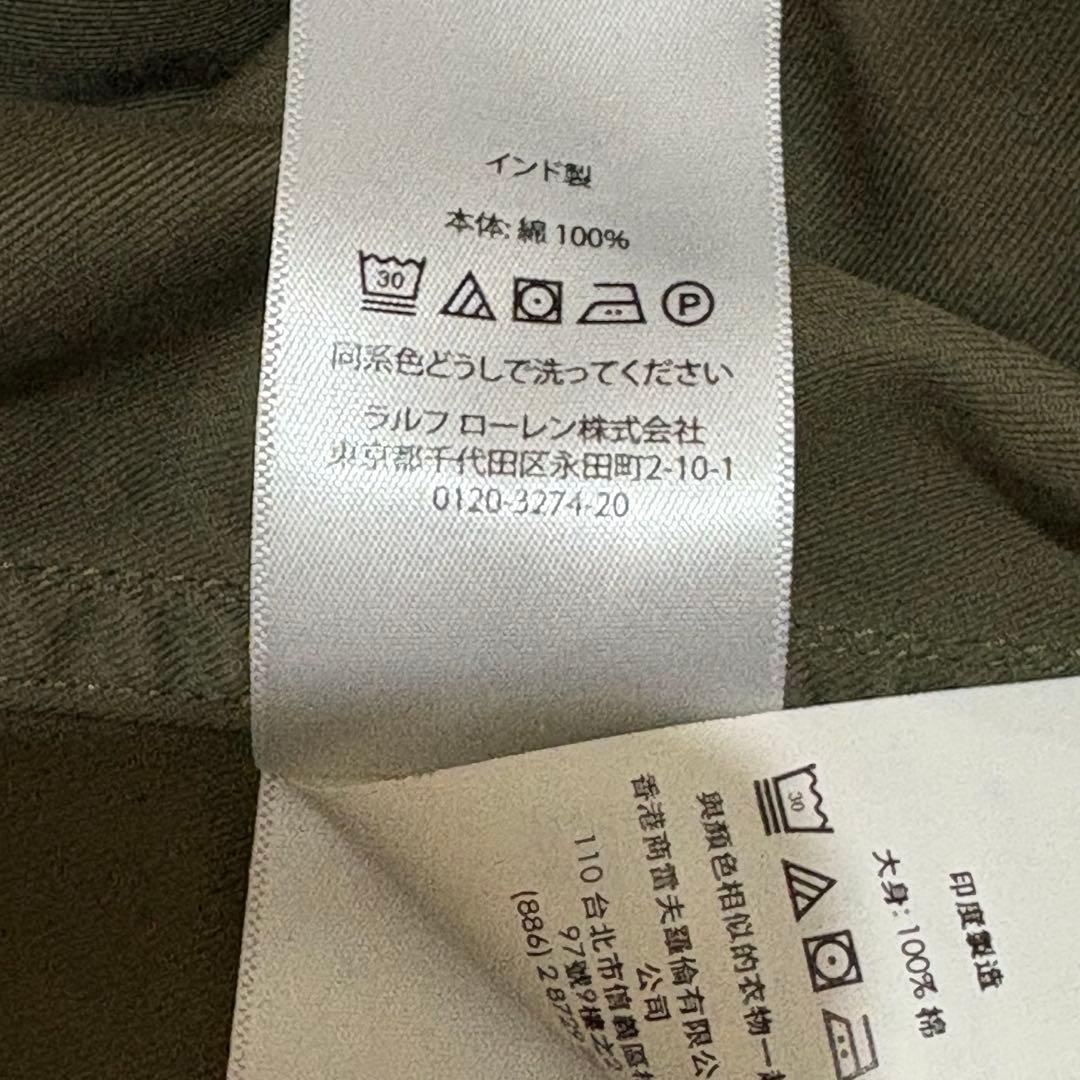 インド製
本体: 綿 100%
30
P
同系色どうしで洗ってください
ラルフ ローレン株式会社
東京都千代田区永田町2-10-1
0120-3274-20
印度製造
大身: 100% 棉
30
與顏色相似的衣物一起
香港商雷夫羅倫有限公
公司
110 台北市信義區
97號9樓之2
(886)2 8729